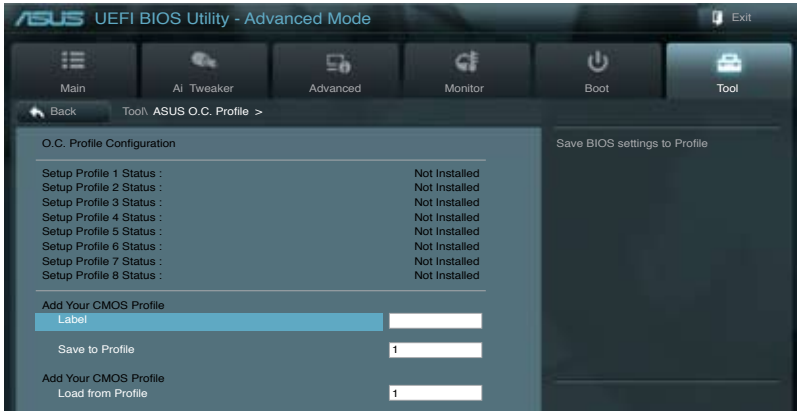 ASUS UEFI BIOS Utility - Advanced Mode Exit
Main Ai Tweaker Advanced Monitor Boot Tool
Back Tool\ ASUS O.C. Profile >
O.C. Profile Configuration
Save BIOS settings to Profile
Setup Profile 1 Status : Not Installed
Setup Profile 2 Status : Not Installed
Setup Profile 3 Status : Not Installed
Setup Profile 4 Status : Not Installed
Setup Profile 5 Status : Not Installed
Setup Profile 6 Status : Not Installed
Setup Profile 7 Status : Not Installed
Setup Profile 8 Status : Not Installed
Add Your CMOS Profile
Label
Save to Profile 1
Add Your CMOS Profile
Load from Profile 1